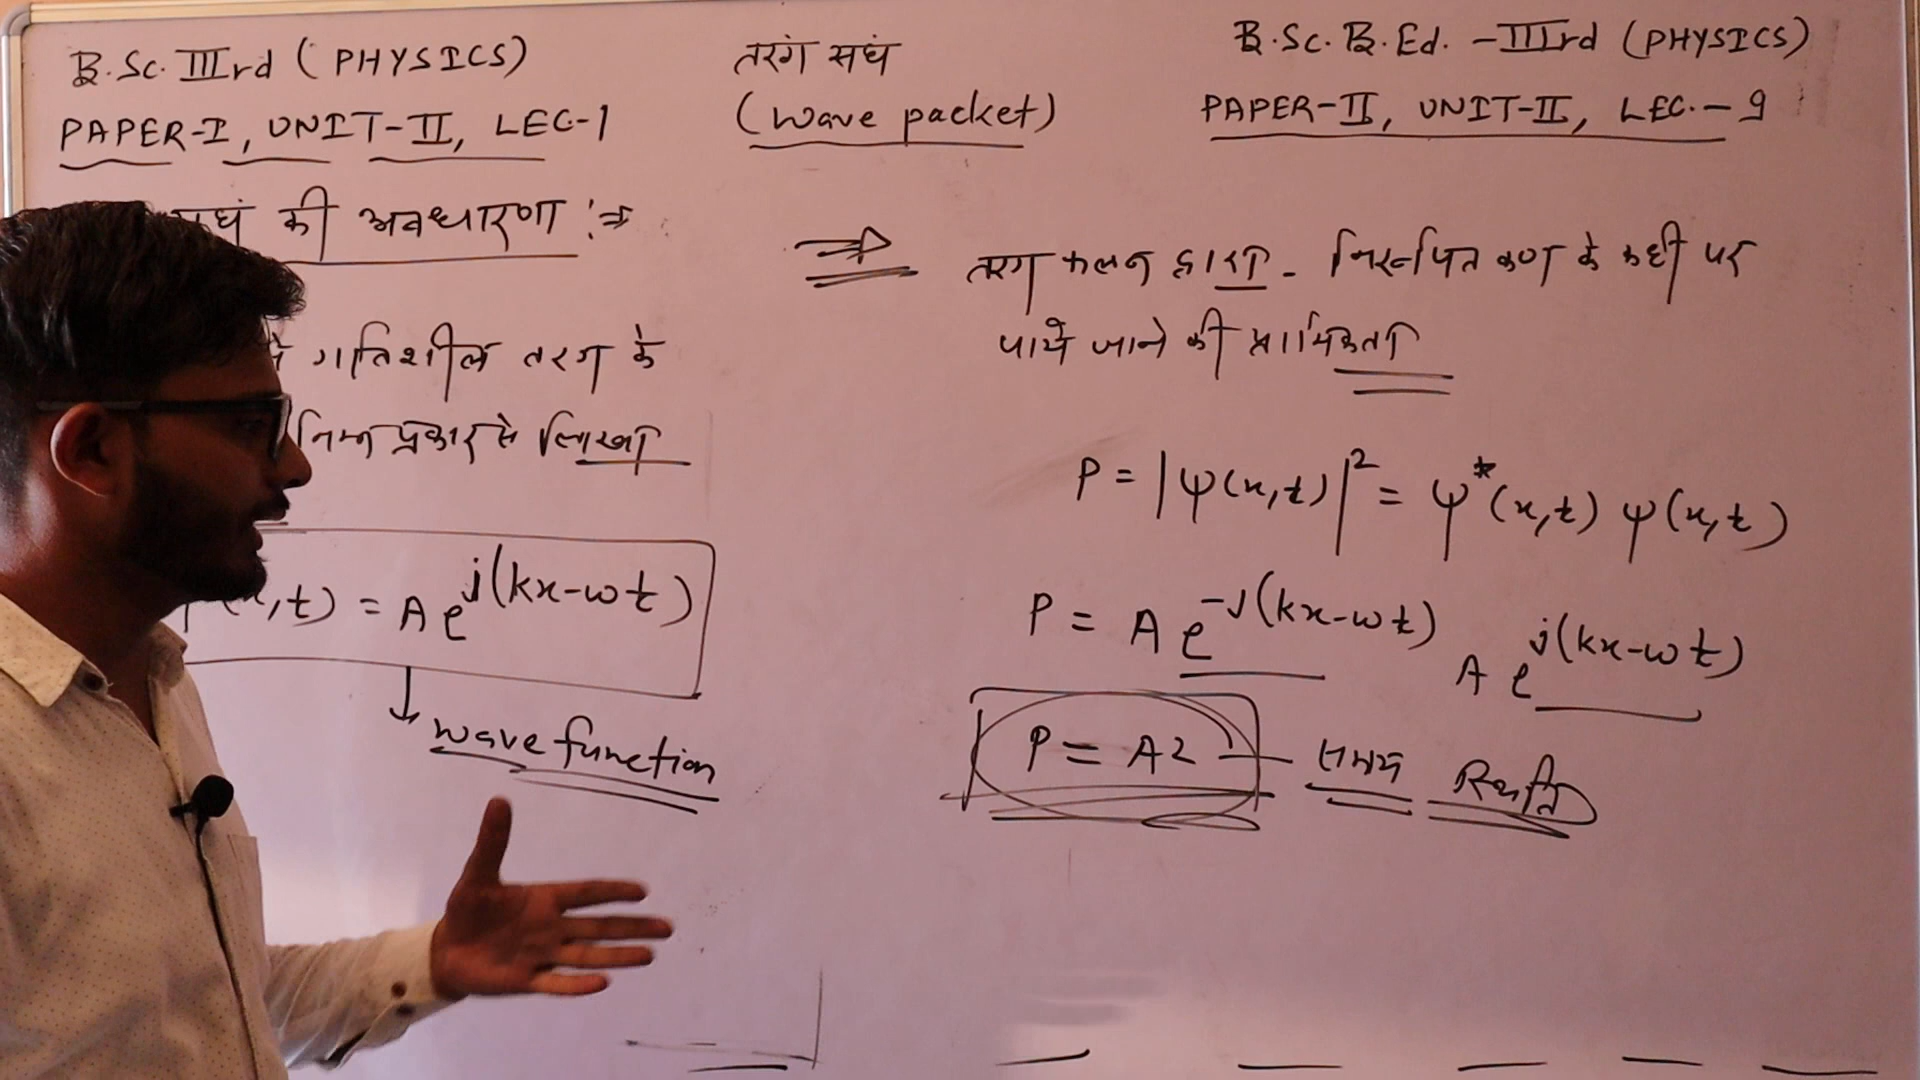 B.Sc. IIIrd (PHYSICS)
PAPER-I, UNIT-II, LEC-1
तरंग संघ
(wave packet)
B.Sc. B.Ed. - IIIrd (PHYSICS)
PAPER-II, UNIT-II, LEC.- 9
की अवधारणा :⇒
गतिशील तरंग के
निम्न प्रकार से लिखा
(x,t) = A e^j(kx-ωt)
wave function
⇒ तरंग फलन द्वारा - निरूपित कण के कही पर
पाये जाने की प्रायिकता
P = |ψ(x,t)|² = ψ*(x,t) ψ(x,t)
P = A e^-j(kx-ωt) A e^j(kx-ωt)
P = A2 — समय